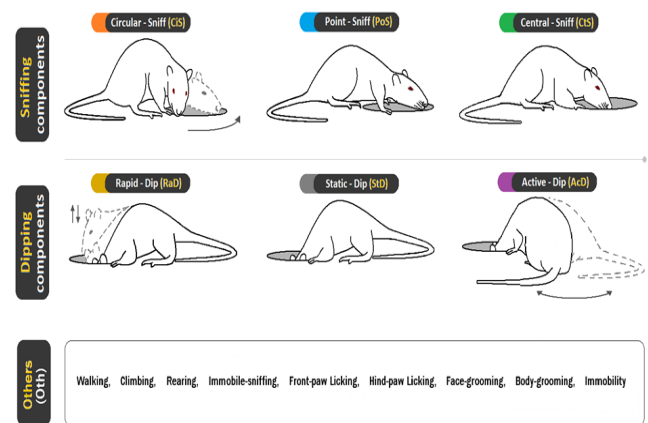 Sniffing
components
Circular - Sniff (CiS)
Point - Sniff (PoS)
Central - Sniff (CtS)
Dipping
components
Rapid - Dip (RaD)
Static - Dip (StD)
Active - Dip (AcD)
Others
(Oth)
Walking, Climbing, Rearing, Immobile-sniffing, Front-paw Licking, Hind-paw Licking, Face-grooming, Body-grooming, Immobility